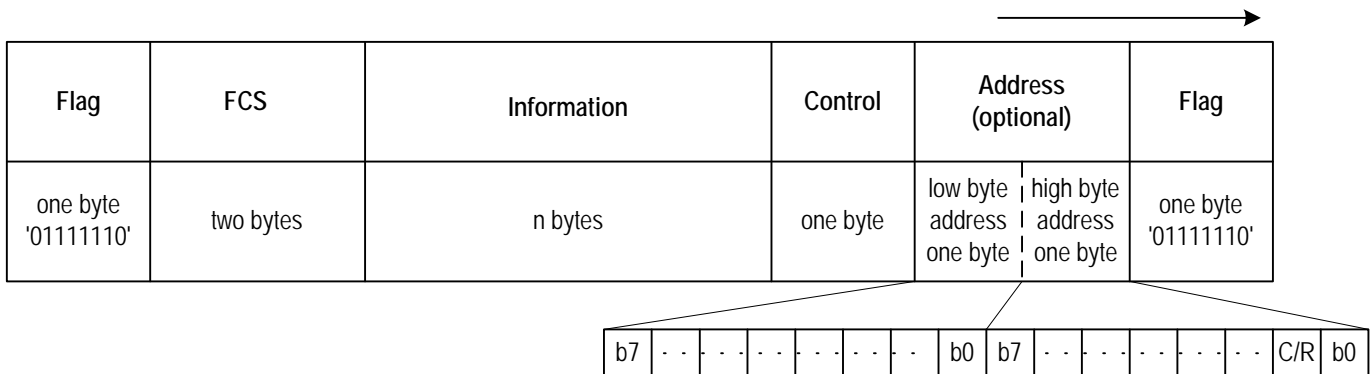 Flag
FCS
Information
Control
Address
(optional)
Flag
one byte
'01111110'
two bytes
n bytes
one byte
low byte
address
one byte
high byte
address
one byte
one byte
'01111110'
b7 - - - - - - - - - - - - b0 b7 - - - - - - - - - - C/R b0